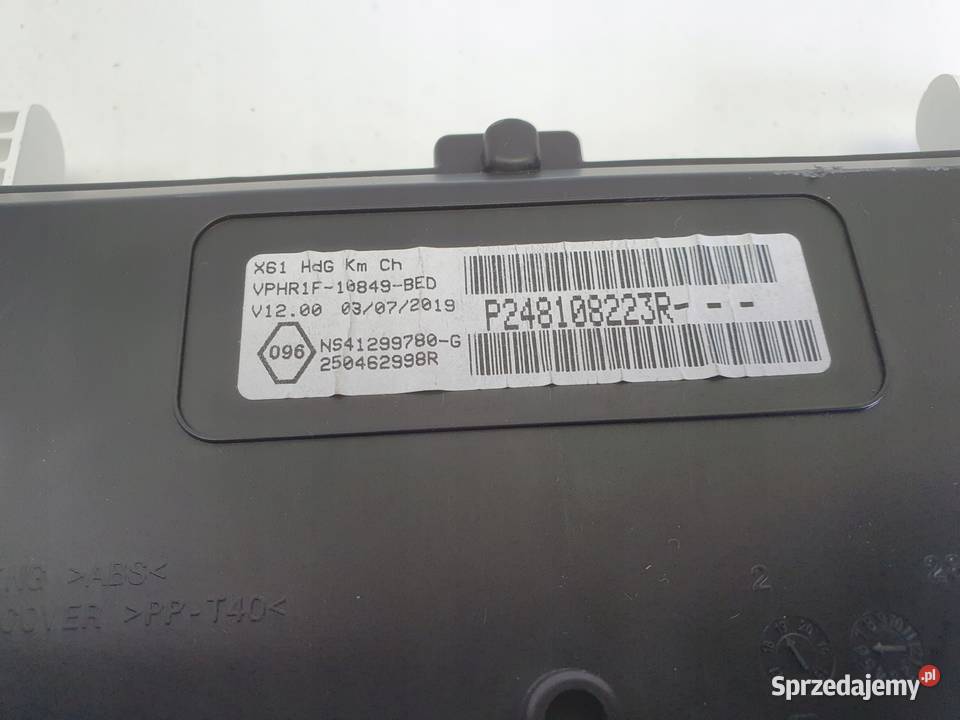 X61 HdG Km Ch
VPHR1F-10849-BED
V12.00 03/07/2019
096
NS41299780-G
250462998R
P248108223R---
>ABS<
COVER >PP-T40<
2
Sprzedajemy.pl